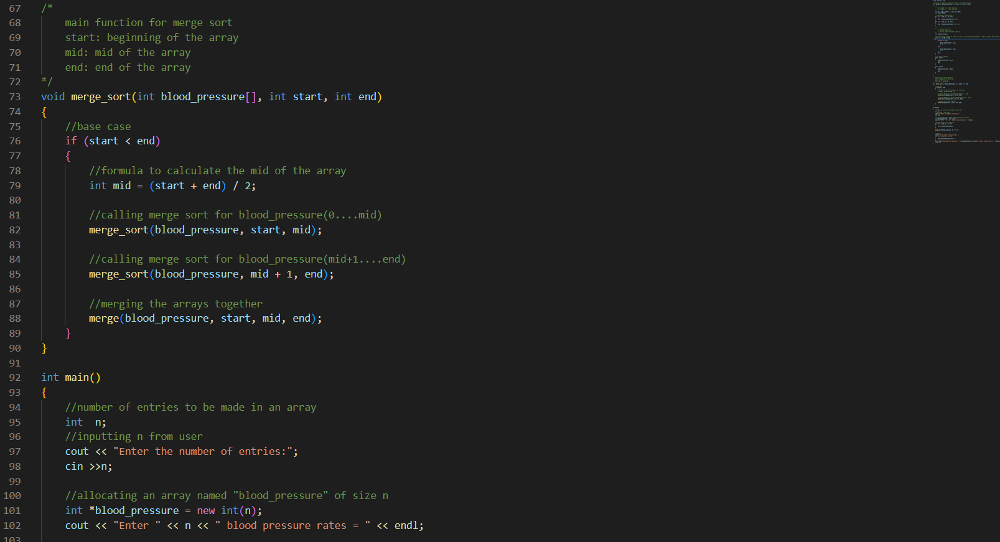 67 /*
68 main function for merge sort
69 start: beginning of the array
70 mid: mid of the array
71 end: end of the array
72 */
73 void merge_sort(int blood_pressure[], int start, int end)
74 {
75 //base case
76 if (start < end)
77 {
78 //formula to calculate the mid of the array
79 int mid = (start + end) / 2;
80
81 //calling merge sort for blood_pressure(0....mid)
82 merge_sort(blood_pressure, start, mid);
83
84 //calling merge sort for blood_pressure(mid+1....end)
85 merge_sort(blood_pressure, mid + 1, end);
86
87 //merging the arrays together
88 merge(blood_pressure, start, mid, end);
89 }
90 }
91
92 int main()
93 {
94 //number of entries to be made in an array
95 int  n;
96 //inputting n from user
97 cout << "Enter the number of entries:";
98 cin >>n;
99
100 //allocating an array named "blood_pressure" of size n
101 int *blood_pressure = new int(n);
102 cout << "Enter " << n << " blood pressure rates = " << endl;
103